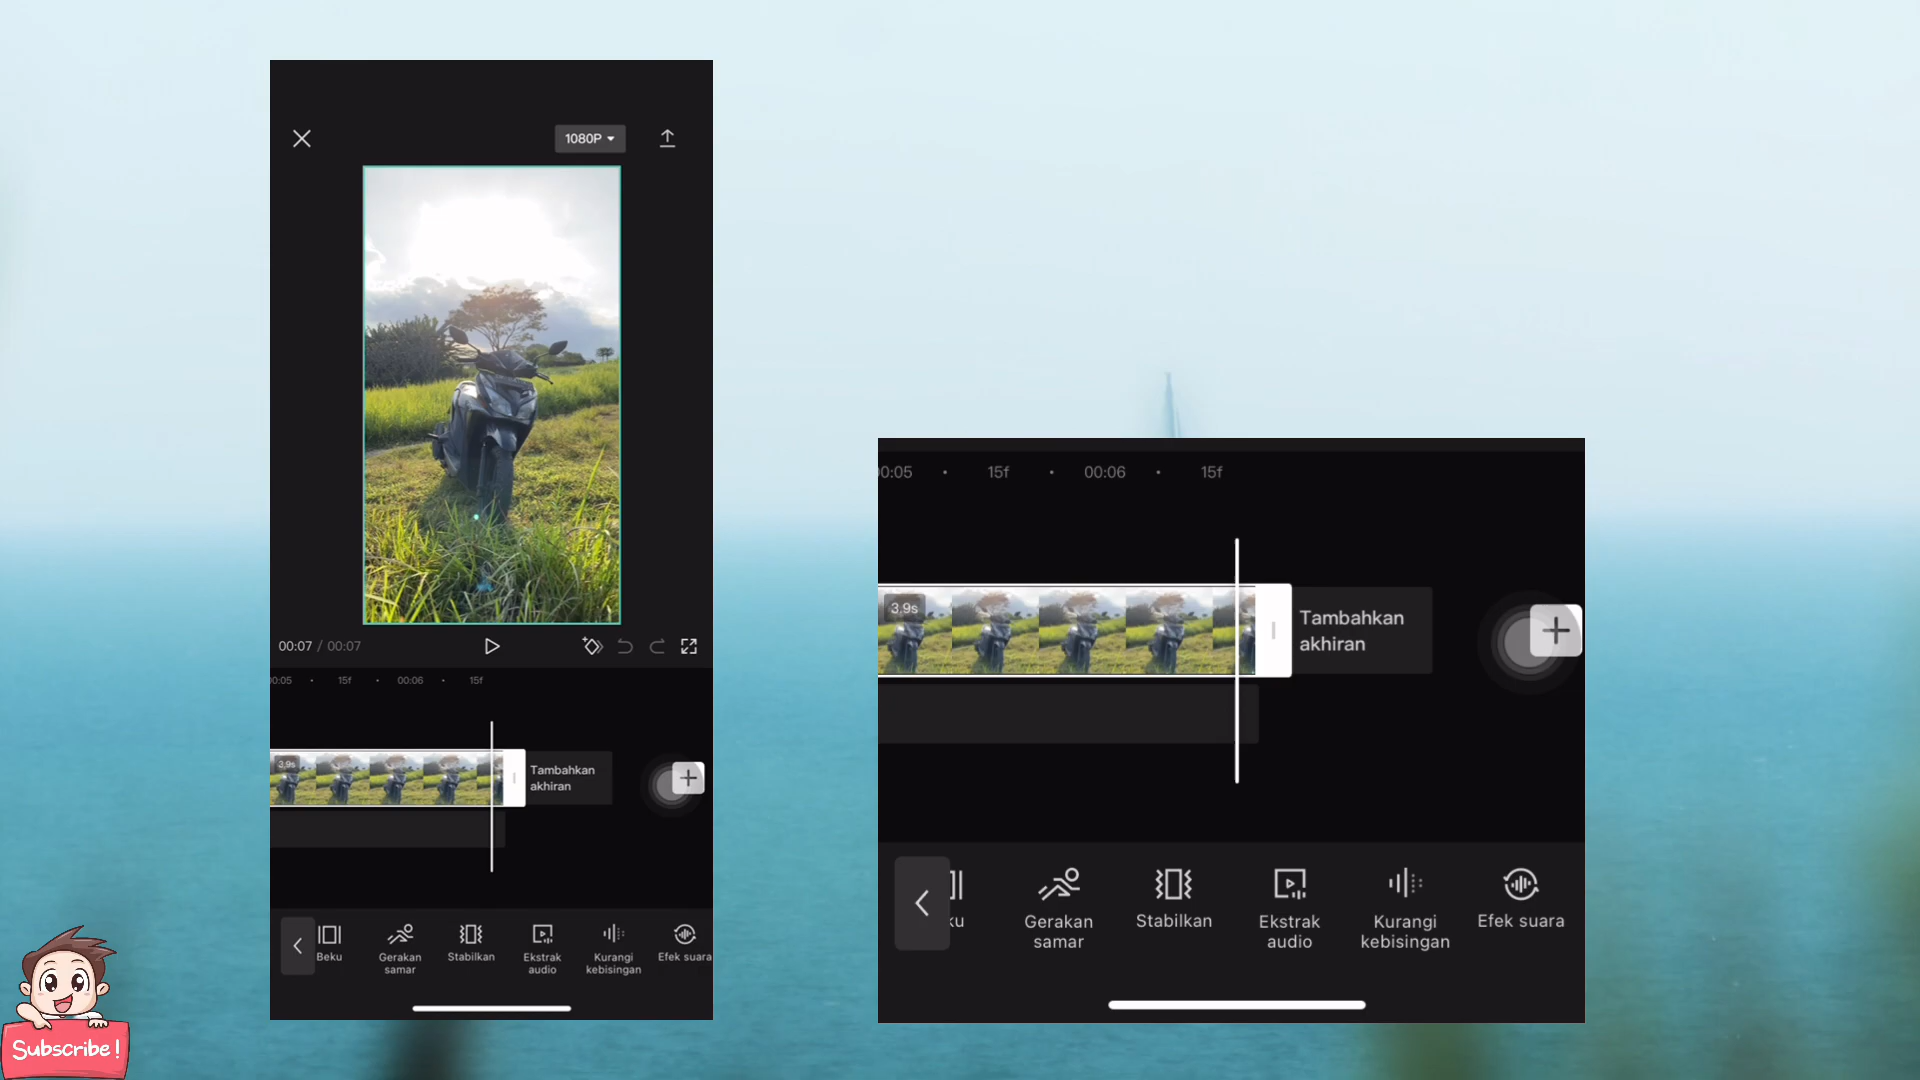 1080P
00:07 / 00:07
00:05
15f
00:06
15f
3.9s
Tambahkan
akhiran
Beku
Gerakan
samar
Stabilkan
Ekstrak
audio
Kurangi
kebisingan
Efek suara
Subscribe!
0:05
15f
00:06
15f
3.9s
Tambahkan
akhiran
ku
Gerakan
samar
Stabilkan
Ekstrak
audio
Kurangi
kebisingan
Efek suara